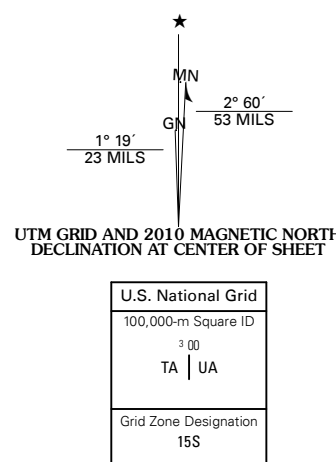 ★
MN
GN
2° 60´
53 MILS
1° 19´
23 MILS
UTM GRID AND 2010 MAGNETIC NORTH
DECLINATION AT CENTER OF SHEET
U.S. National Grid
100,000-m Square ID
3 00
TA | UA
Grid Zone Designation
15S